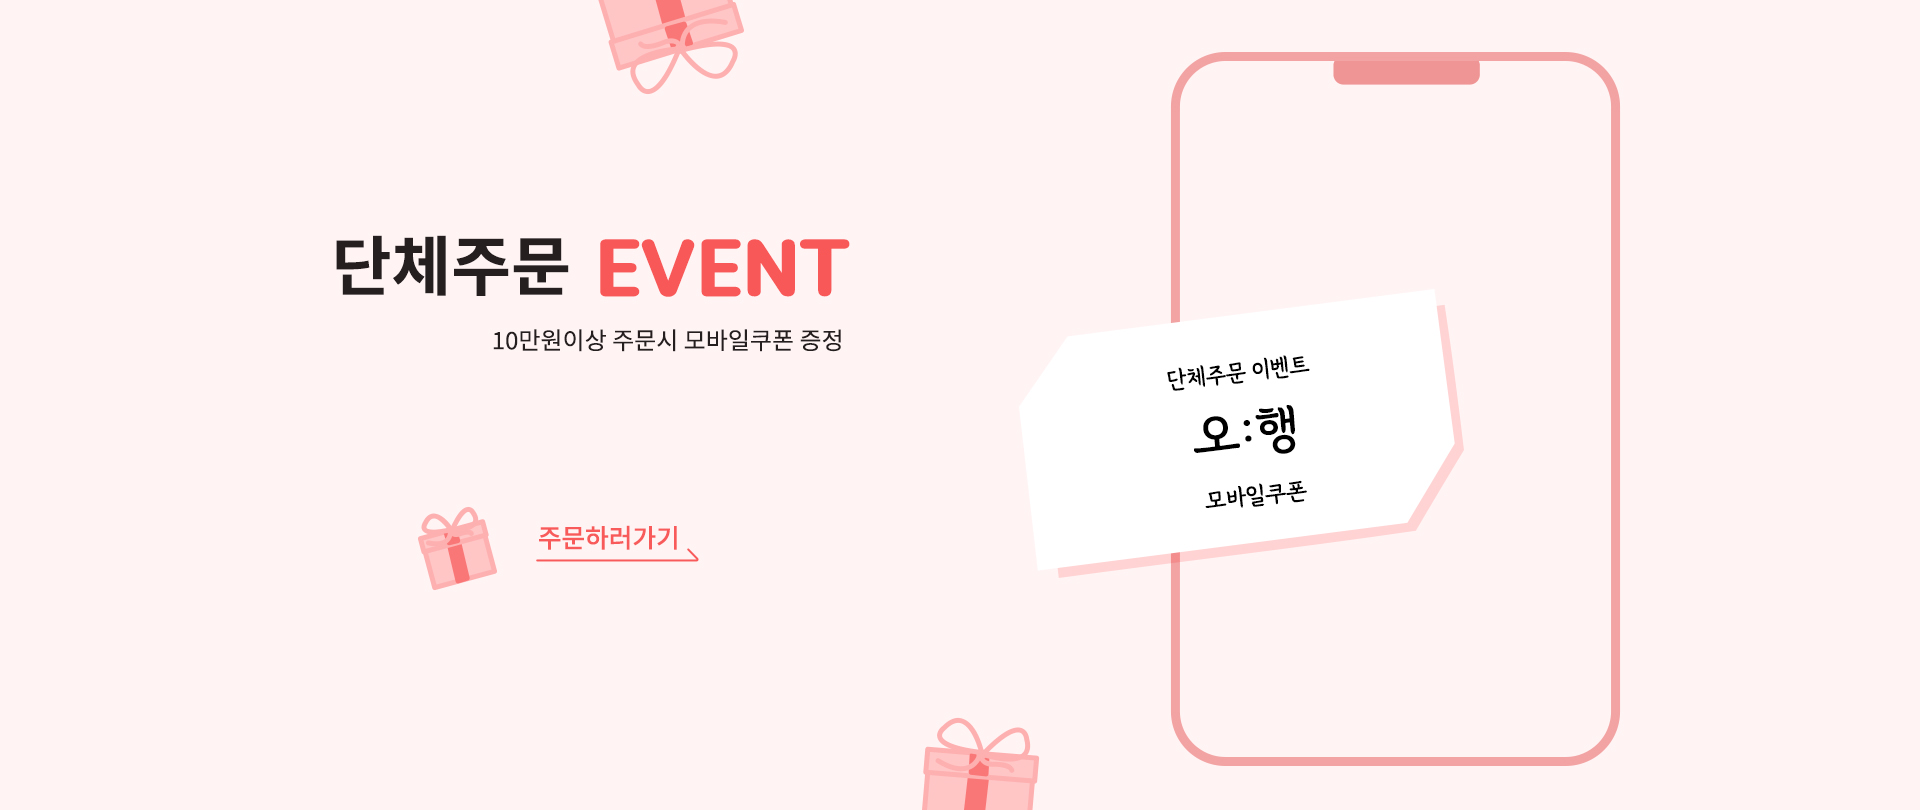 단체주문 EVENT
10만원이상 주문시 모바일쿠폰 증정
주문하러가기
단체주문 이벤트
오:행
모바일쿠폰